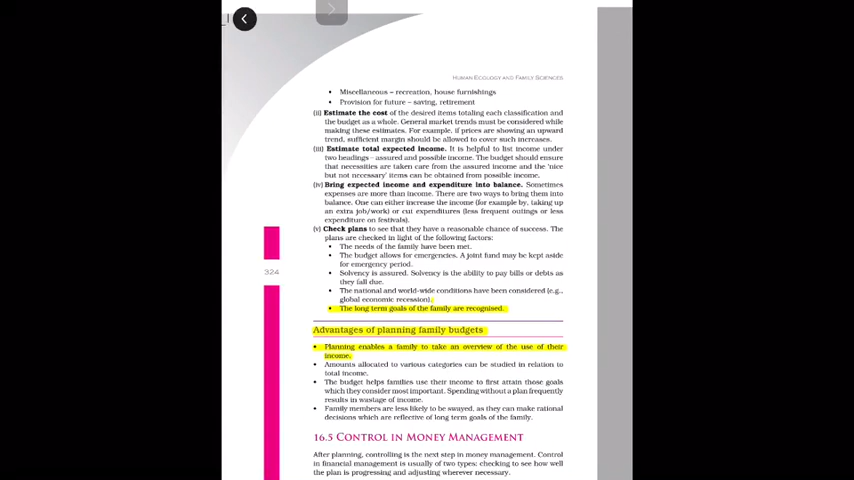 HUMAN ECOLOGY AND FAMILY SCIENCES
• Miscellaneous – recreation, house furnishings
• Provision for future – saving, retirement
(ii) Estimate the cost of the desired items totaling each classification and
the budget as a whole. General market trends must be considered while
making these estimates. For example, if prices are showing an upward
trend, sufficient margin should be allowed to cover such increases.
(iii) Estimate total expected income. It is helpful to list income under
two headings – assured and possible income. The budget should ensure
that necessities are taken care from the assured income and the 'nice
but not necessary' items can be obtained from possible income.
(iv) Bring expected income and expenditure into balance. Sometimes
expenses are more than income. There are two ways to bring them into
balance. One can either increase the income (for example by, taking up
an extra job/work) or cut expenditures (less frequent outings or less
expenditure on festivals).
(v) Check plans to see that they have a reasonable chance of success. The
plans are checked in light of the following factors:
• The needs of the family have been met.
• The budget allows for emergencies. A joint fund may be kept aside
for emergency period.
• Solvency is assured. Solvency is the ability to pay bills or debts as
they fall due.
• The national and world-wide conditions have been considered (e.g.,
global economic recession).
• The long term goals of the family are recognised.
324
Advantages of planning family budgets
• Planning enables a family to take an overview of the use of their
income.
• Amounts allocated to various categories can be studied in relation to
total income.
• The budget helps families use their income to first attain those goals
which they consider most important. Spending without a plan frequently
results in wastage of income.
• Family members are less likely to be swayed, as they can make rational
decisions which are reflective of long term goals of the family.
16.5 CONTROL IN MONEY MANAGEMENT
After planning, controlling is the next step in money management. Control
in financial management is usually of two types: checking to see how well
the plan is progressing and adjusting wherever necessary.